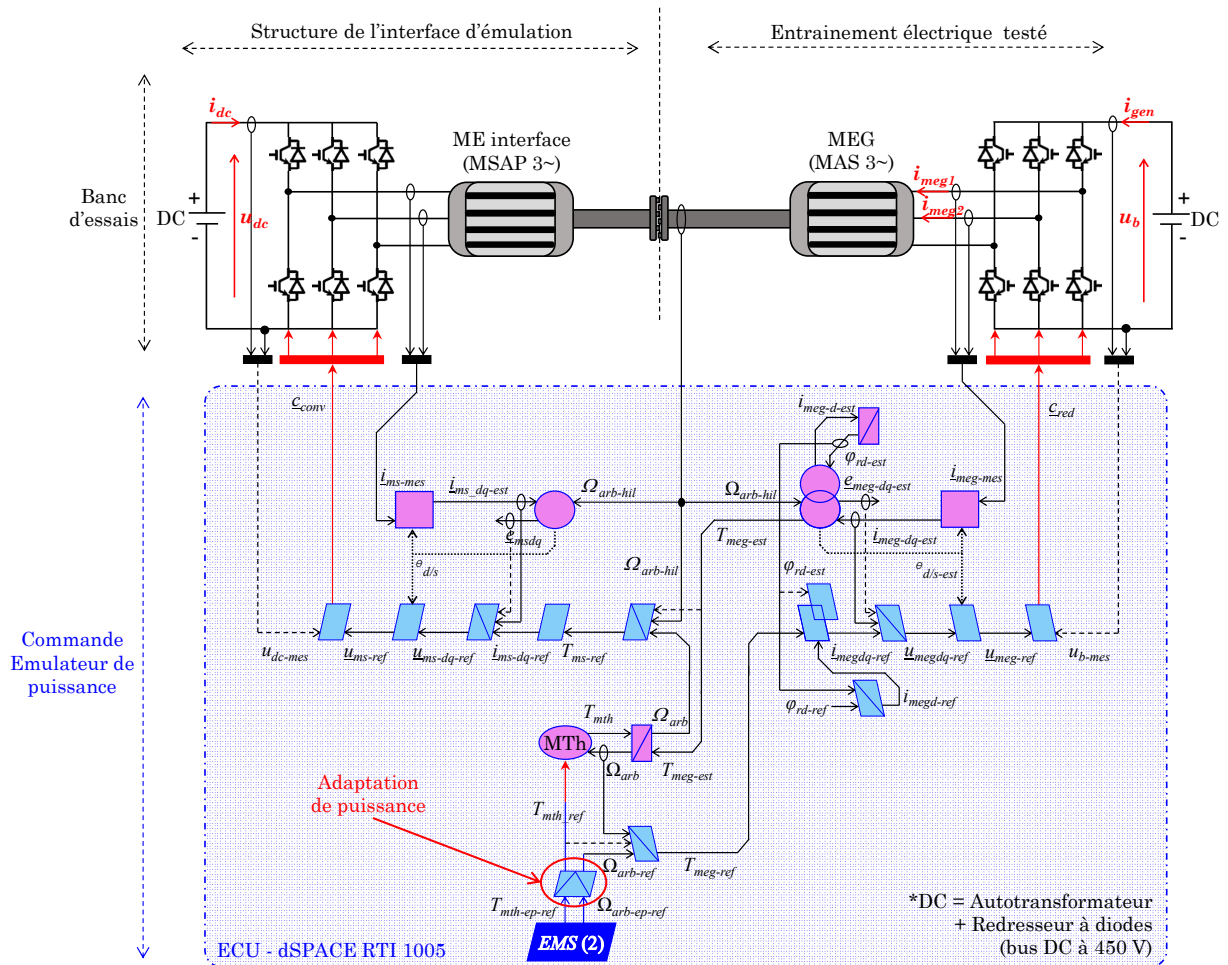 Structure de l'interface d'émulation
Entrainement électrique testé
i_dc
i_gen
ME interface
(MSAP 3~)
MEG
(MAS 3~)
i_meg1
i_meg2
Banc
d'essais
+
DC
-
u_dc
u_b
+
DC
-
c_conv
c_red
i_meg-d-est
φ_rd-est
i_ms-mes
i_ms_dq-est
Ω_arb-hil
Ω_arb-hil
e_meg-dq-est
i_meg-mes
e_msdq
T_meg-est
i_meg-dq-est
θ_d/s
Ω_arb-hil
φ_rd-est
θ_d/s-est
u_dc-mes
u_ms-ref
u_ms-dq-ref
i_ms-dq-ref
T_ms-ref
i_megdq-ref
u_megdq-ref
u_meg-ref
u_b-mes
Commande
Emulateur de
puissance
φ_rd-ref
i_megd-ref
T_mth
Ω_arb
MTh
Ω_arb
T_meg-est
Adaptation
de puissance
T_mth_ref
Ω_arb-ref
T_meg-ref
T_mth-ep-ref
Ω_arb-ep-ref
EMS (2)
ECU - dSPACE RTI 1005
*DC = Autotransformateur
+ Redresseur à diodes
(bus DC à 450 V)